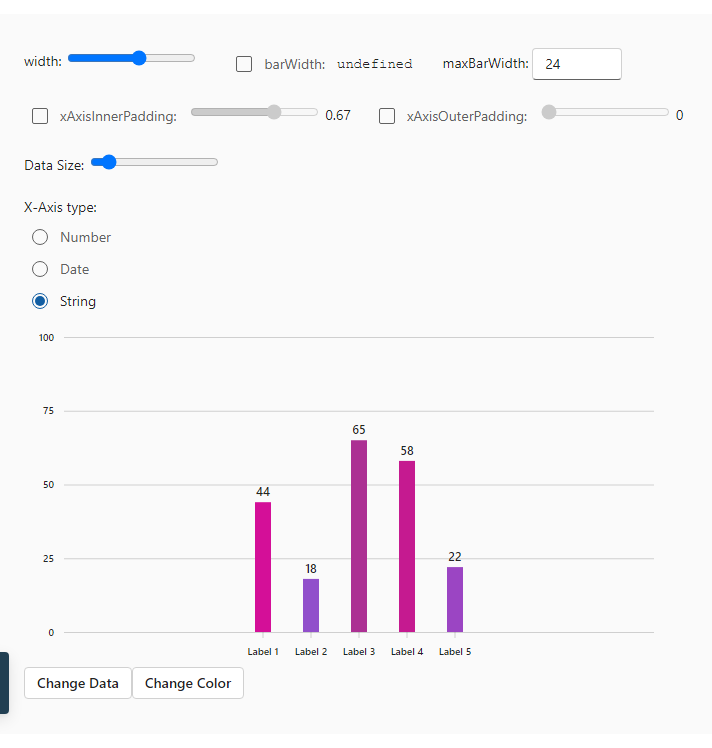 width: barWidth: undefined maxBarWidth: 24
xAxisInnerPadding: 0.67 xAxisOuterPadding: 0
Data Size:
X-Axis type:
Number
Date
String
100
75
65
58
50
44
25
22
18
0
Label 1 Label 2 Label 3 Label 4 Label 5
Change Data Change Color